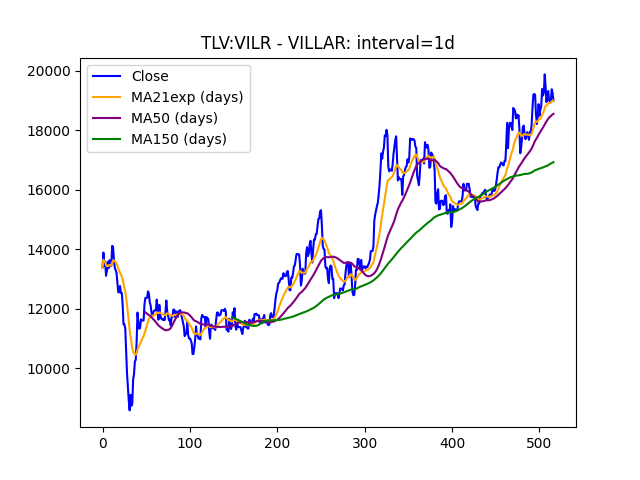 TLV:VILR - VILLAR: interval=1d
Close
MA21exp (days)
MA50 (days)
MA150 (days)
20000
18000
16000
14000
12000
10000
0 100 200 300 400 500